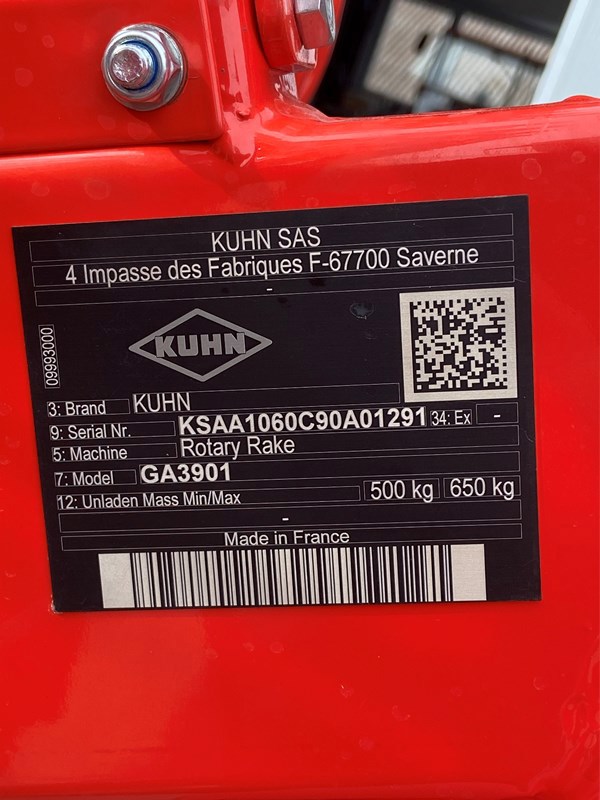 KUHN SAS
4 Impasse des Fabriques F-67700 Saverne
-
KUHN
09993000
3: Brand KUHN
9: Serial Nr. KSAA1060C90A01291 34: Ex -
5: Machine Rotary Rake
7: Model GA3901
12: Unladen Mass Min/Max 500 kg 650 kg
-
Made in France